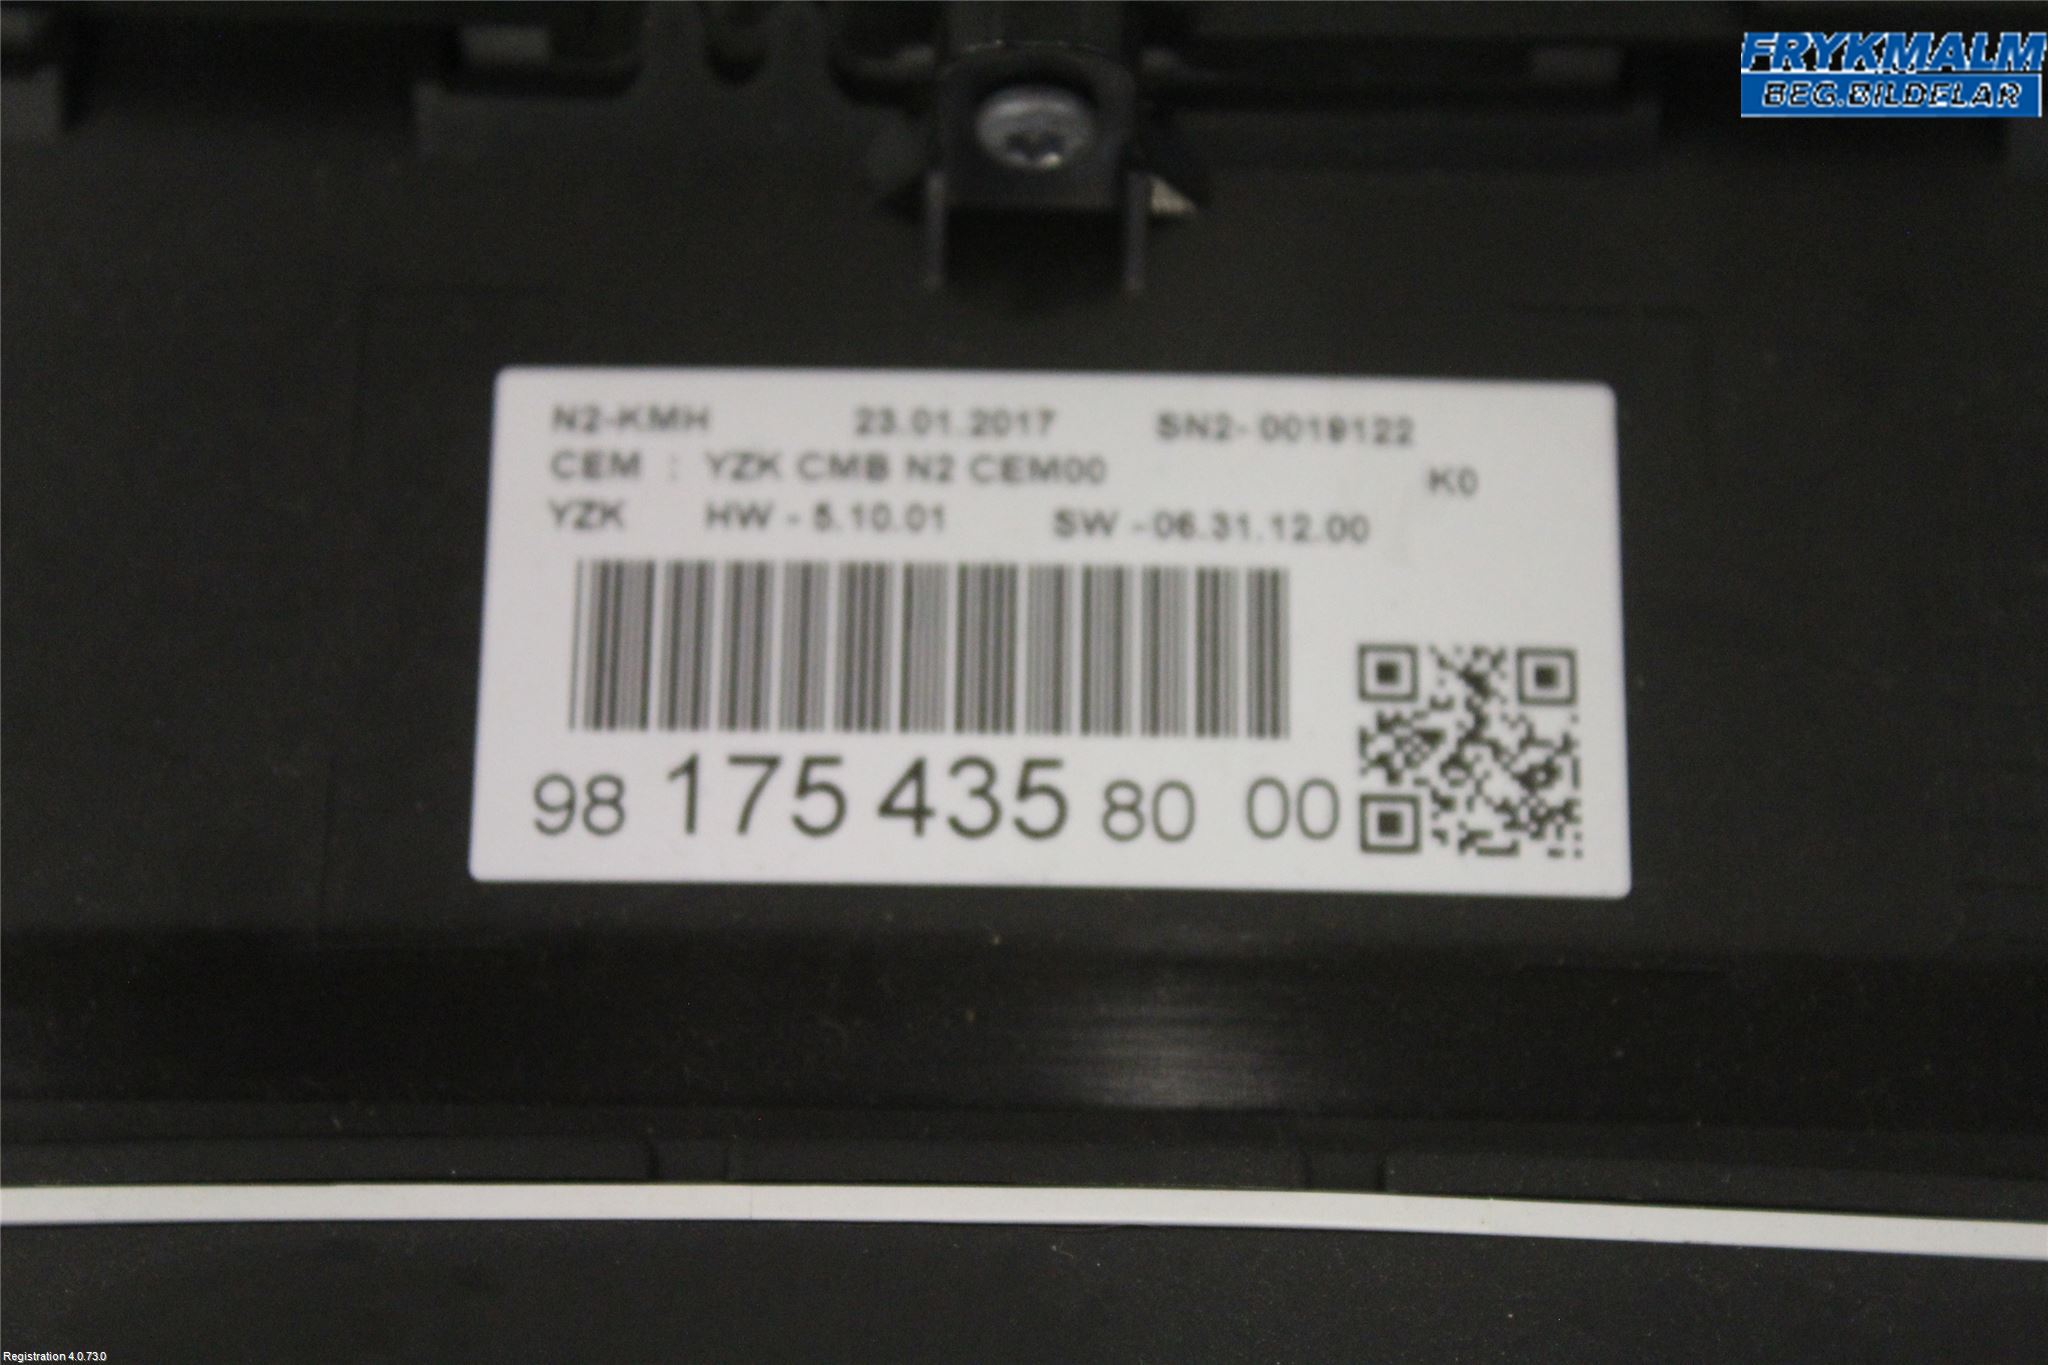 FRYKMALM
BEG.BILDELAR
N2-KMH 23.01.2017 SN2-0019122
CEM : YZK CMB N2 CEM00 K0
YZK HW - 5.10.01 SW -06.31.12.00
98 175 435 80 00
Registration 4.0.73.0